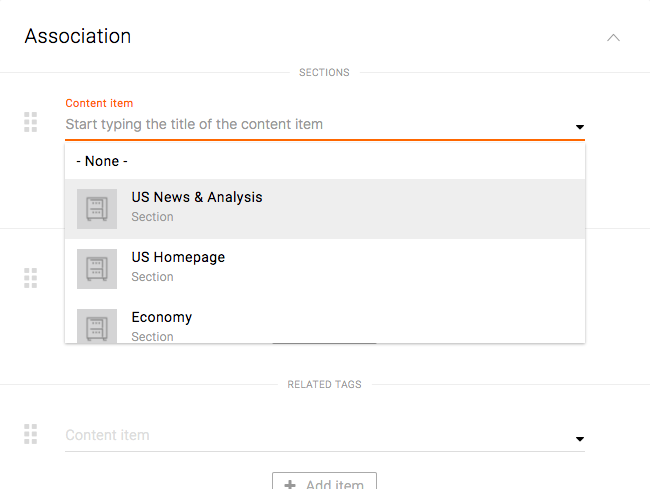 Association
SECTIONS
Content item
Start typing the title of the content item
- None -
US News & Analysis
Section
US Homepage
Section
Economy
Section
RELATED TAGS
Content item
Add item